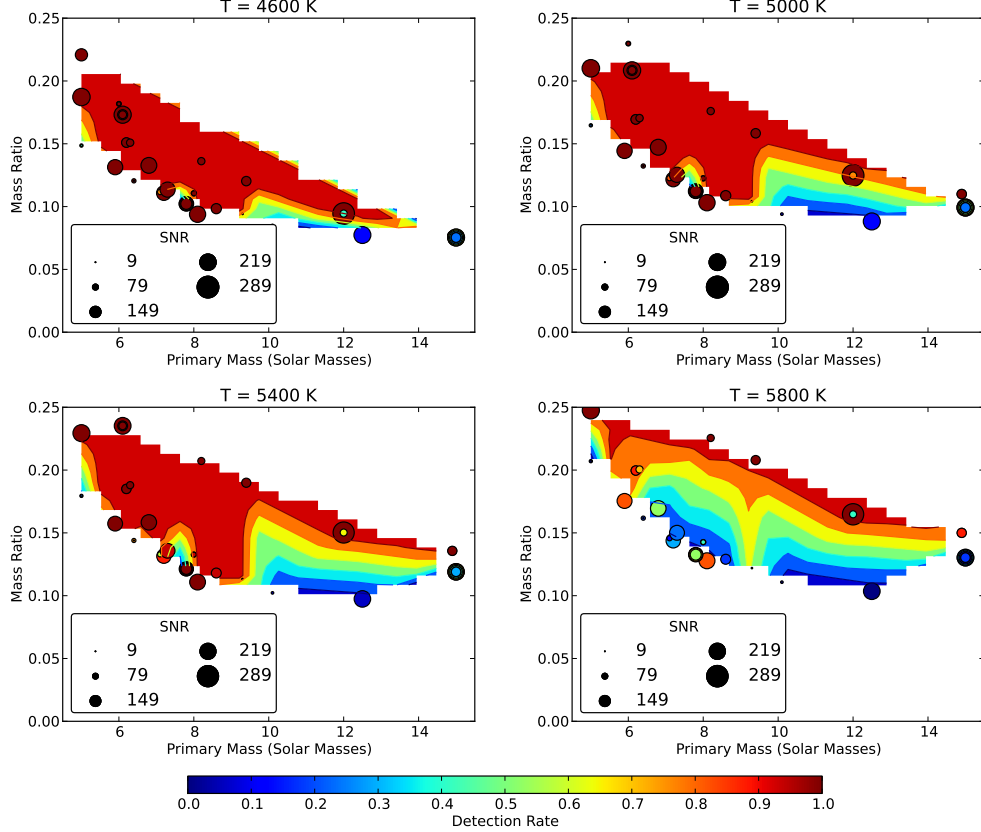 T = 4600 K
0.25
0.20
0.15
0.10
0.05
0.00
Mass Ratio
SNR
9 219
79 289
149
6 8 10 12 14
Primary Mass (Solar Masses)
T = 5000 K
0.25
0.20
0.15
0.10
0.05
0.00
Mass Ratio
SNR
9 219
79 289
149
6 8 10 12 14
Primary Mass (Solar Masses)
T = 5400 K
0.25
0.20
0.15
0.10
0.05
0.00
Mass Ratio
SNR
9 219
79 289
149
6 8 10 12 14
Primary Mass (Solar Masses)
T = 5800 K
0.25
0.20
0.15
0.10
0.05
0.00
Mass Ratio
SNR
9 219
79 289
149
6 8 10 12 14
Primary Mass (Solar Masses)
0.0 0.1 0.2 0.3 0.4 0.5 0.6 0.7 0.8 0.9 1.0
Detection Rate